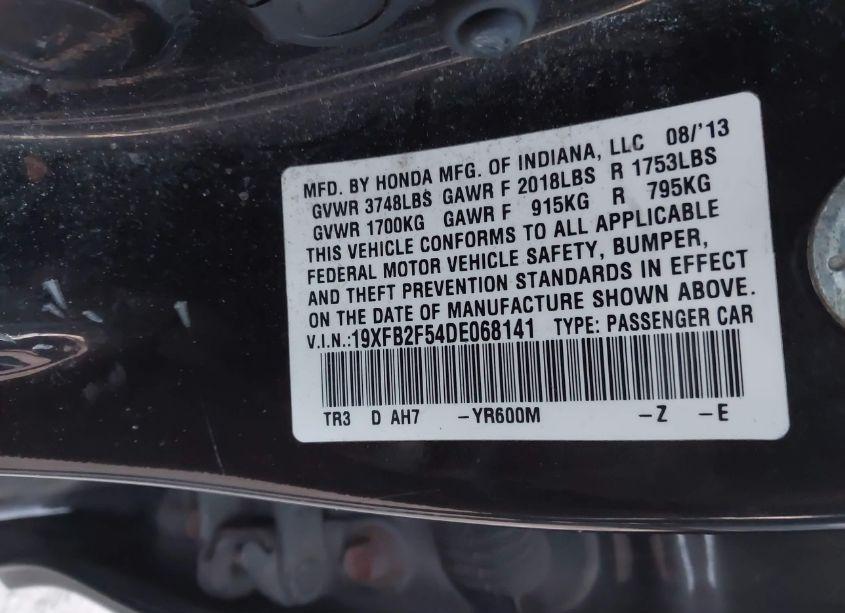 MFD. BY HONDA MFG. OF INDIANA, LLC 08/'13
GVWR 3748LBS GAWR F 2018LBS R 1753LBS
GVWR 1700KG GAWR F 915KG R 795KG
THIS VEHICLE CONFORMS TO ALL APPLICABLE
FEDERAL MOTOR VEHICLE SAFETY, BUMPER,
AND THEFT PREVENTION STANDARDS IN EFFECT
ON THE DATE OF MANUFACTURE SHOWN ABOVE.
V.I.N.:19XFB2F54DE068141 TYPE: PASSENGER CAR
TR3 D AH7 -YR600M -Z -E